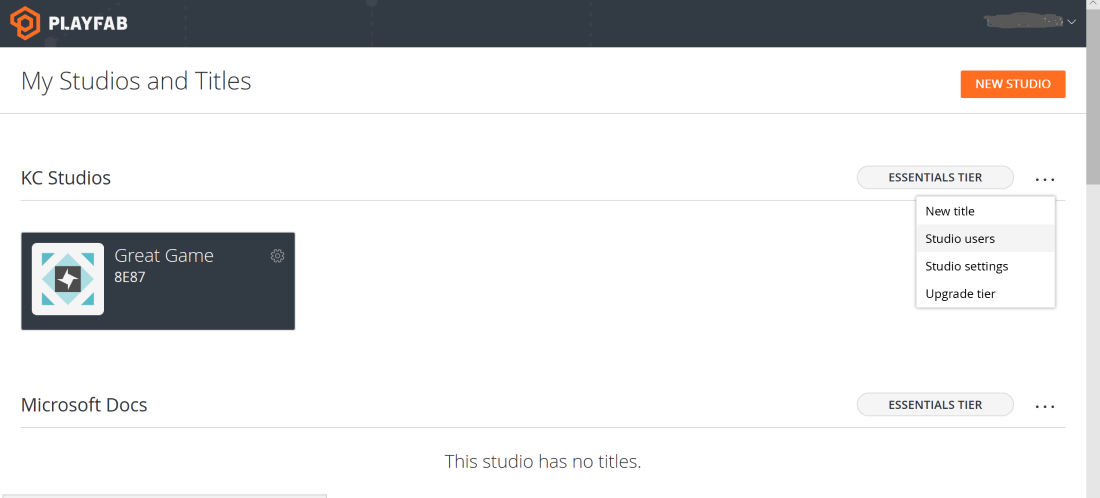 PLAYFAB
My Studios and Titles
NEW STUDIO
KC Studios
ESSENTIALS TIER
...
New title
Studio users
Studio settings
Upgrade tier
Great Game
8E87
Microsoft Docs
ESSENTIALS TIER
...
This studio has no titles.